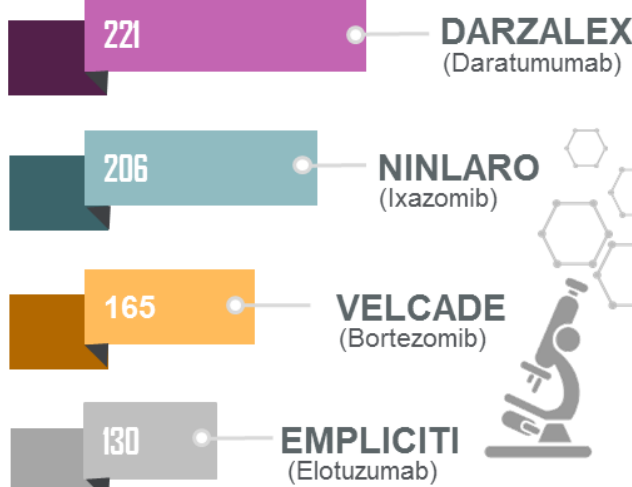 221
DARZALEX
(Daratumumab)
206
NINLARO
(Ixazomib)
165
VELCADE
(Bortezomib)
130
EMPLICITI
(Elotuzumab)